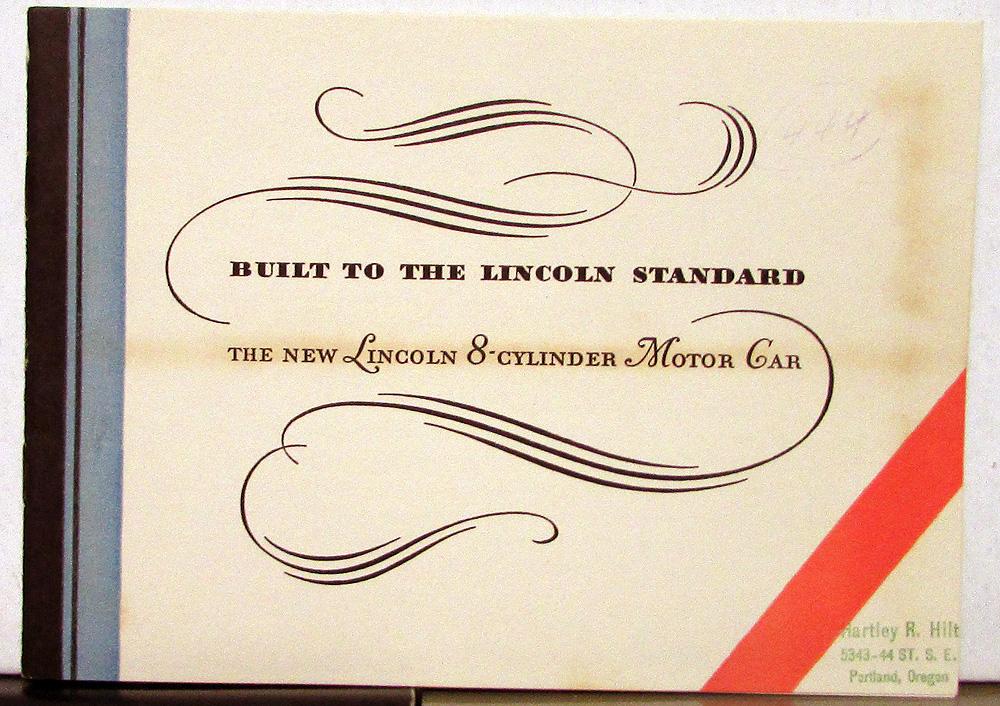 444
BUILT TO THE LINCOLN STANDARD
THE NEW LINCOLN 8-CYLINDER MOTOR CAR
Hartley R. Hilt
5343-44 ST. S. E.
Portland, Oregon